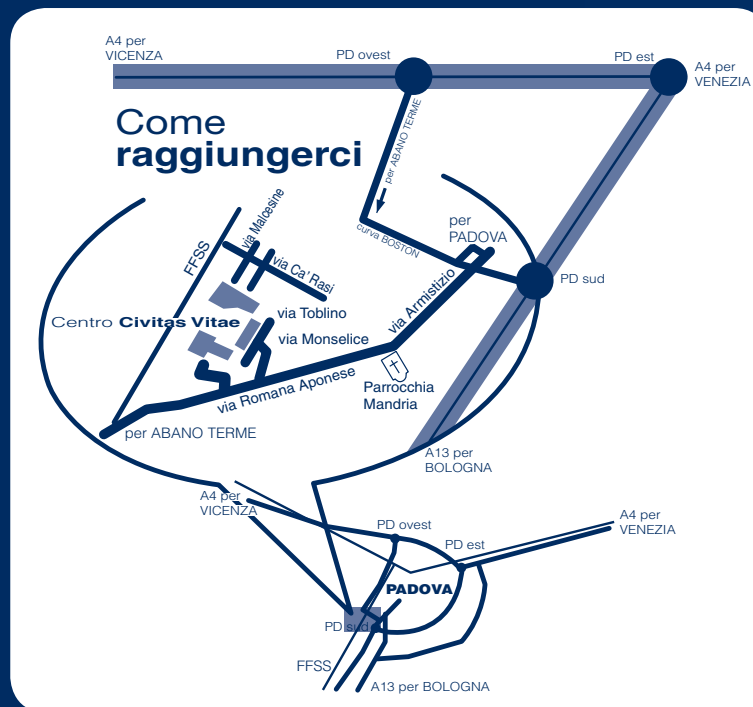 A4 per
VICENZA
PD ovest
PD est
A4 per
VENEZIA
Come
raggiungerci
per ABANO TERME
curva BOSTON
per
PADOVA
via Malcesine
FFSS
via Ca' Rasi
PD sud
Centro Civitas Vitae
via Toblino
via Monselice
via Armistizio
via Romana Aponese
Parrocchia
Mandria
per ABANO TERME
A13 per
BOLOGNA
A4 per
VICENZA
PD ovest
PD est
A4 per
VENEZIA
PADOVA
PD sud
FFSS
A13 per BOLOGNA